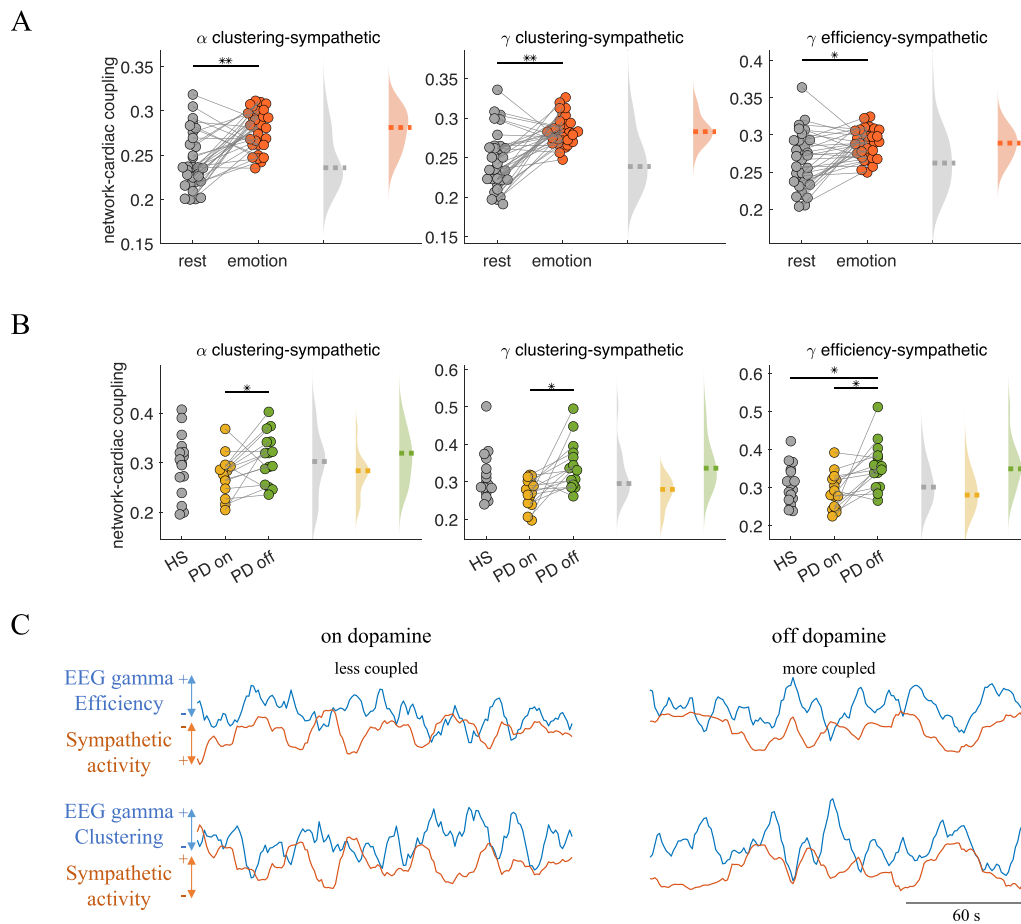 A
α clustering-sympathetic
γ clustering-sympathetic
γ efficiency-sympathetic
network-cardiac coupling
0.35
0.3
0.25
0.2
0.15
**
rest
emotion
0.35
0.3
0.25
0.2
0.15
**
rest
emotion
0.4
0.35
0.3
0.25
0.2
*
rest
emotion
B
α clustering-sympathetic
γ clustering-sympathetic
γ efficiency-sympathetic
network-cardiac coupling
0.4
0.3
0.2
*
HS
PD on
PD off
0.6
0.5
0.4
0.3
0.2
*
HS
PD on
PD off
0.6
0.5
0.4
0.3
0.2
*
*
HS
PD on
PD off
C
on dopamine
off dopamine
less coupled
more coupled
EEG gamma +
Efficiency -
Sympathetic -
activity +
EEG gamma +
Clustering -
Sympathetic +
activity -
60 s